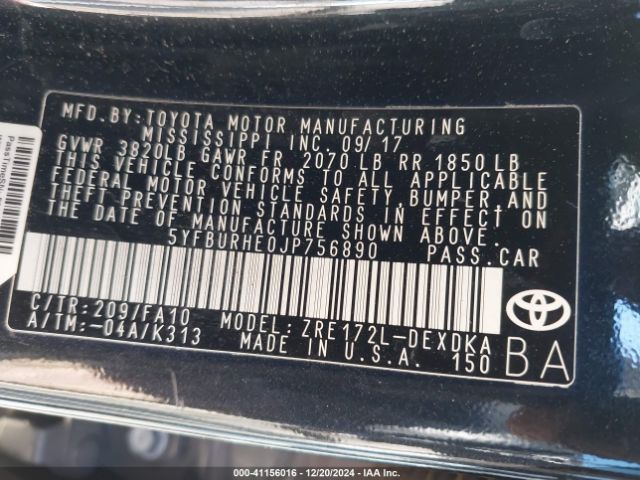 MFD.BY:TOYOTA MOTOR MANUFACTURING
MISSISSIPPI INC. 09/17
GVWR 3820LB GAWR FR 2070 LB RR 1850 LB
THIS VEHICLE CONFORMS TO ALL APPLICABLE
FEDERAL MOTOR VEHICLE SAFETY, BUMPER, AND
THEFT PREVENTION STANDARDS IN EFFECT ON
THE DATE OF MANUFACTURE SHOWN ABOVE.
5YFBURHE0JP756890 PASS.CAR
C/TR: 209/FA10
A/TM:-04A/K313
MODEL: ZRE172L-DEXDKA
MADE IN U.S.A. 150
BA
000-41156016 | 12/20/2024 - IAA Inc.